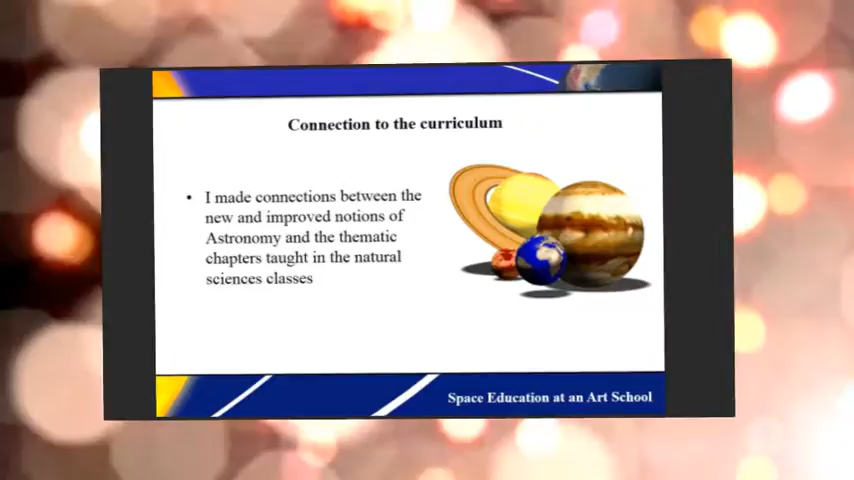 Connection to the curriculum
• I made connections between the
new and improved notions of
Astronomy and the thematic
chapters taught in the natural
sciences classes
Space Education at an Art School